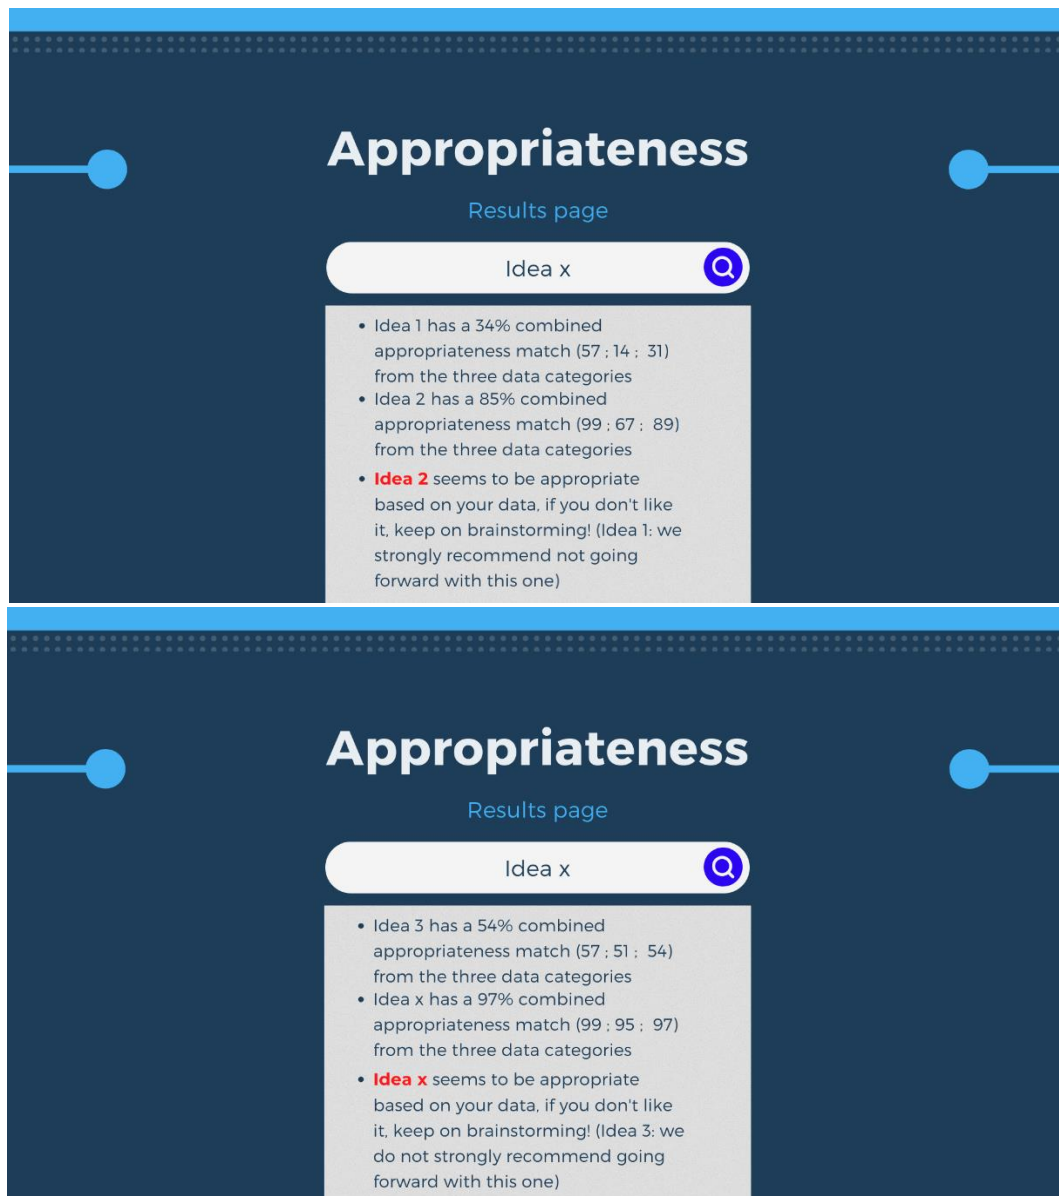 Appropriateness
Results page
Idea x
• Idea 1 has a 34% combined
appropriateness match (57 ; 14 ; 31)
from the three data categories
• Idea 2 has a 85% combined
appropriateness match (99 ; 67 ; 89)
from the three data categories
• Idea 2 seems to be appropriate
based on your data, if you don't like
it, keep on brainstorming! (Idea 1: we
strongly recommend not going
forward with this one)
Appropriateness
Results page
Idea x
• Idea 3 has a 54% combined
appropriateness match (57 ; 51 ; 54)
from the three data categories
• Idea x has a 97% combined
appropriateness match (99 ; 95 ; 97)
from the three data categories
• Idea x seems to be appropriate
based on your data, if you don't like
it, keep on brainstorming! (Idea 3: we
do not strongly recommend going
forward with this one)